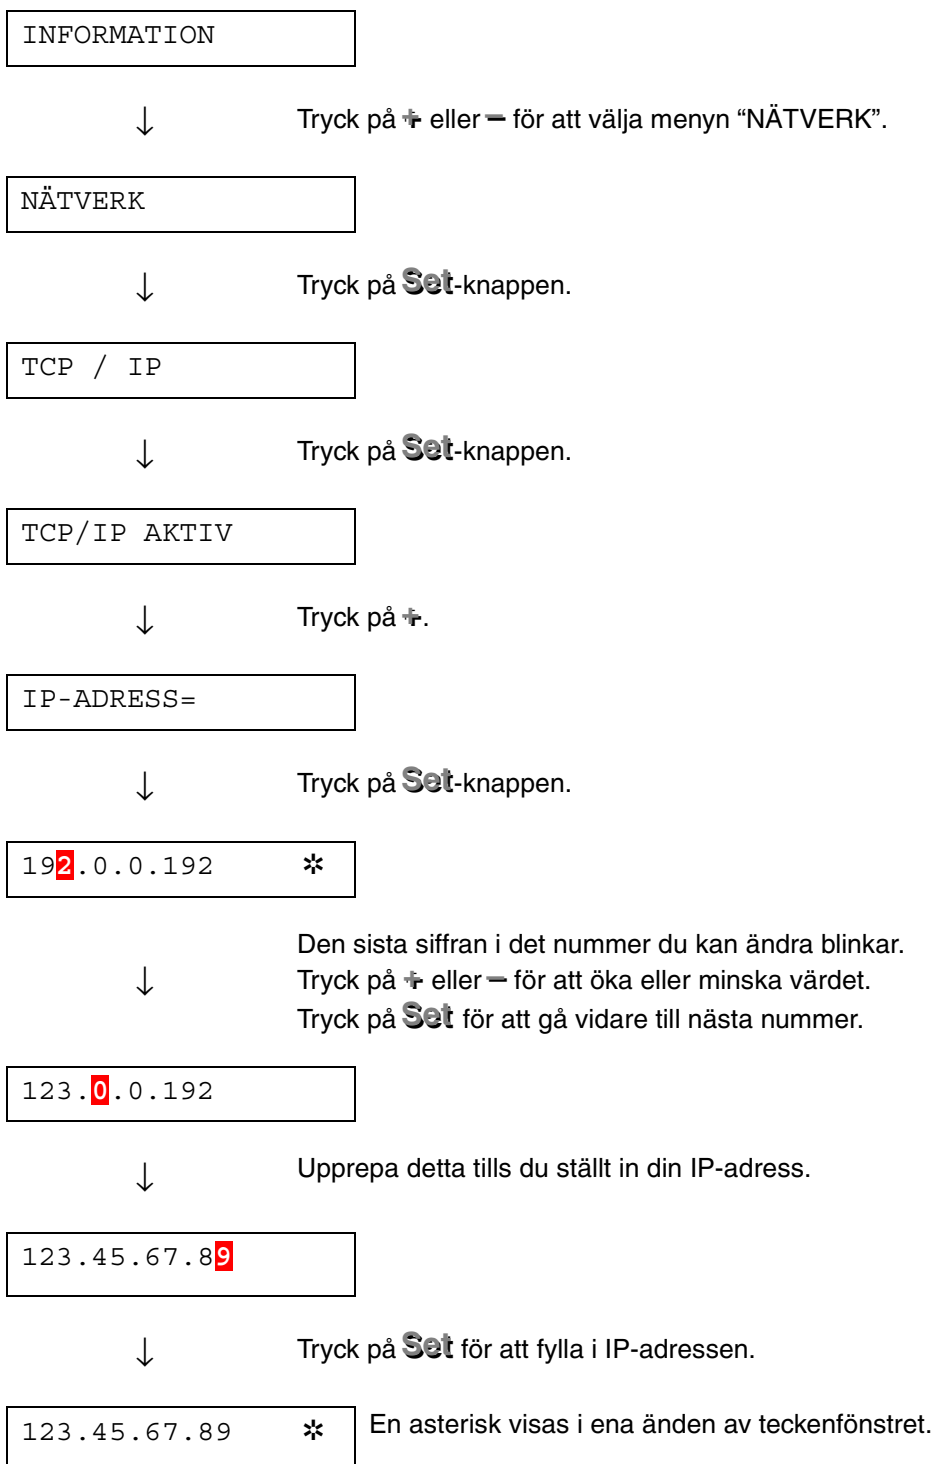 INFORMATION
↓ Tryck på + eller – för att välja menyn “NÄTVERK”.
NÄTVERK
↓ Tryck på Set-knappen.
TCP / IP
↓ Tryck på Set-knappen.
TCP/IP AKTIV
↓ Tryck på +.
IP-ADRESS=
↓ Tryck på Set-knappen.
192.0.0.192 ✲
Den sista siffran i det nummer du kan ändra blinkar.
↓ Tryck på + eller – för att öka eller minska värdet.
Tryck på Set för att gå vidare till nästa nummer.
123.0.0.192
↓ Upprepa detta tills du ställt in din IP-adress.
123.45.67.89
↓ Tryck på Set för att fylla i IP-adressen.
123.45.67.89 ✲ En asterisk visas i ena änden av teckenfönstret.